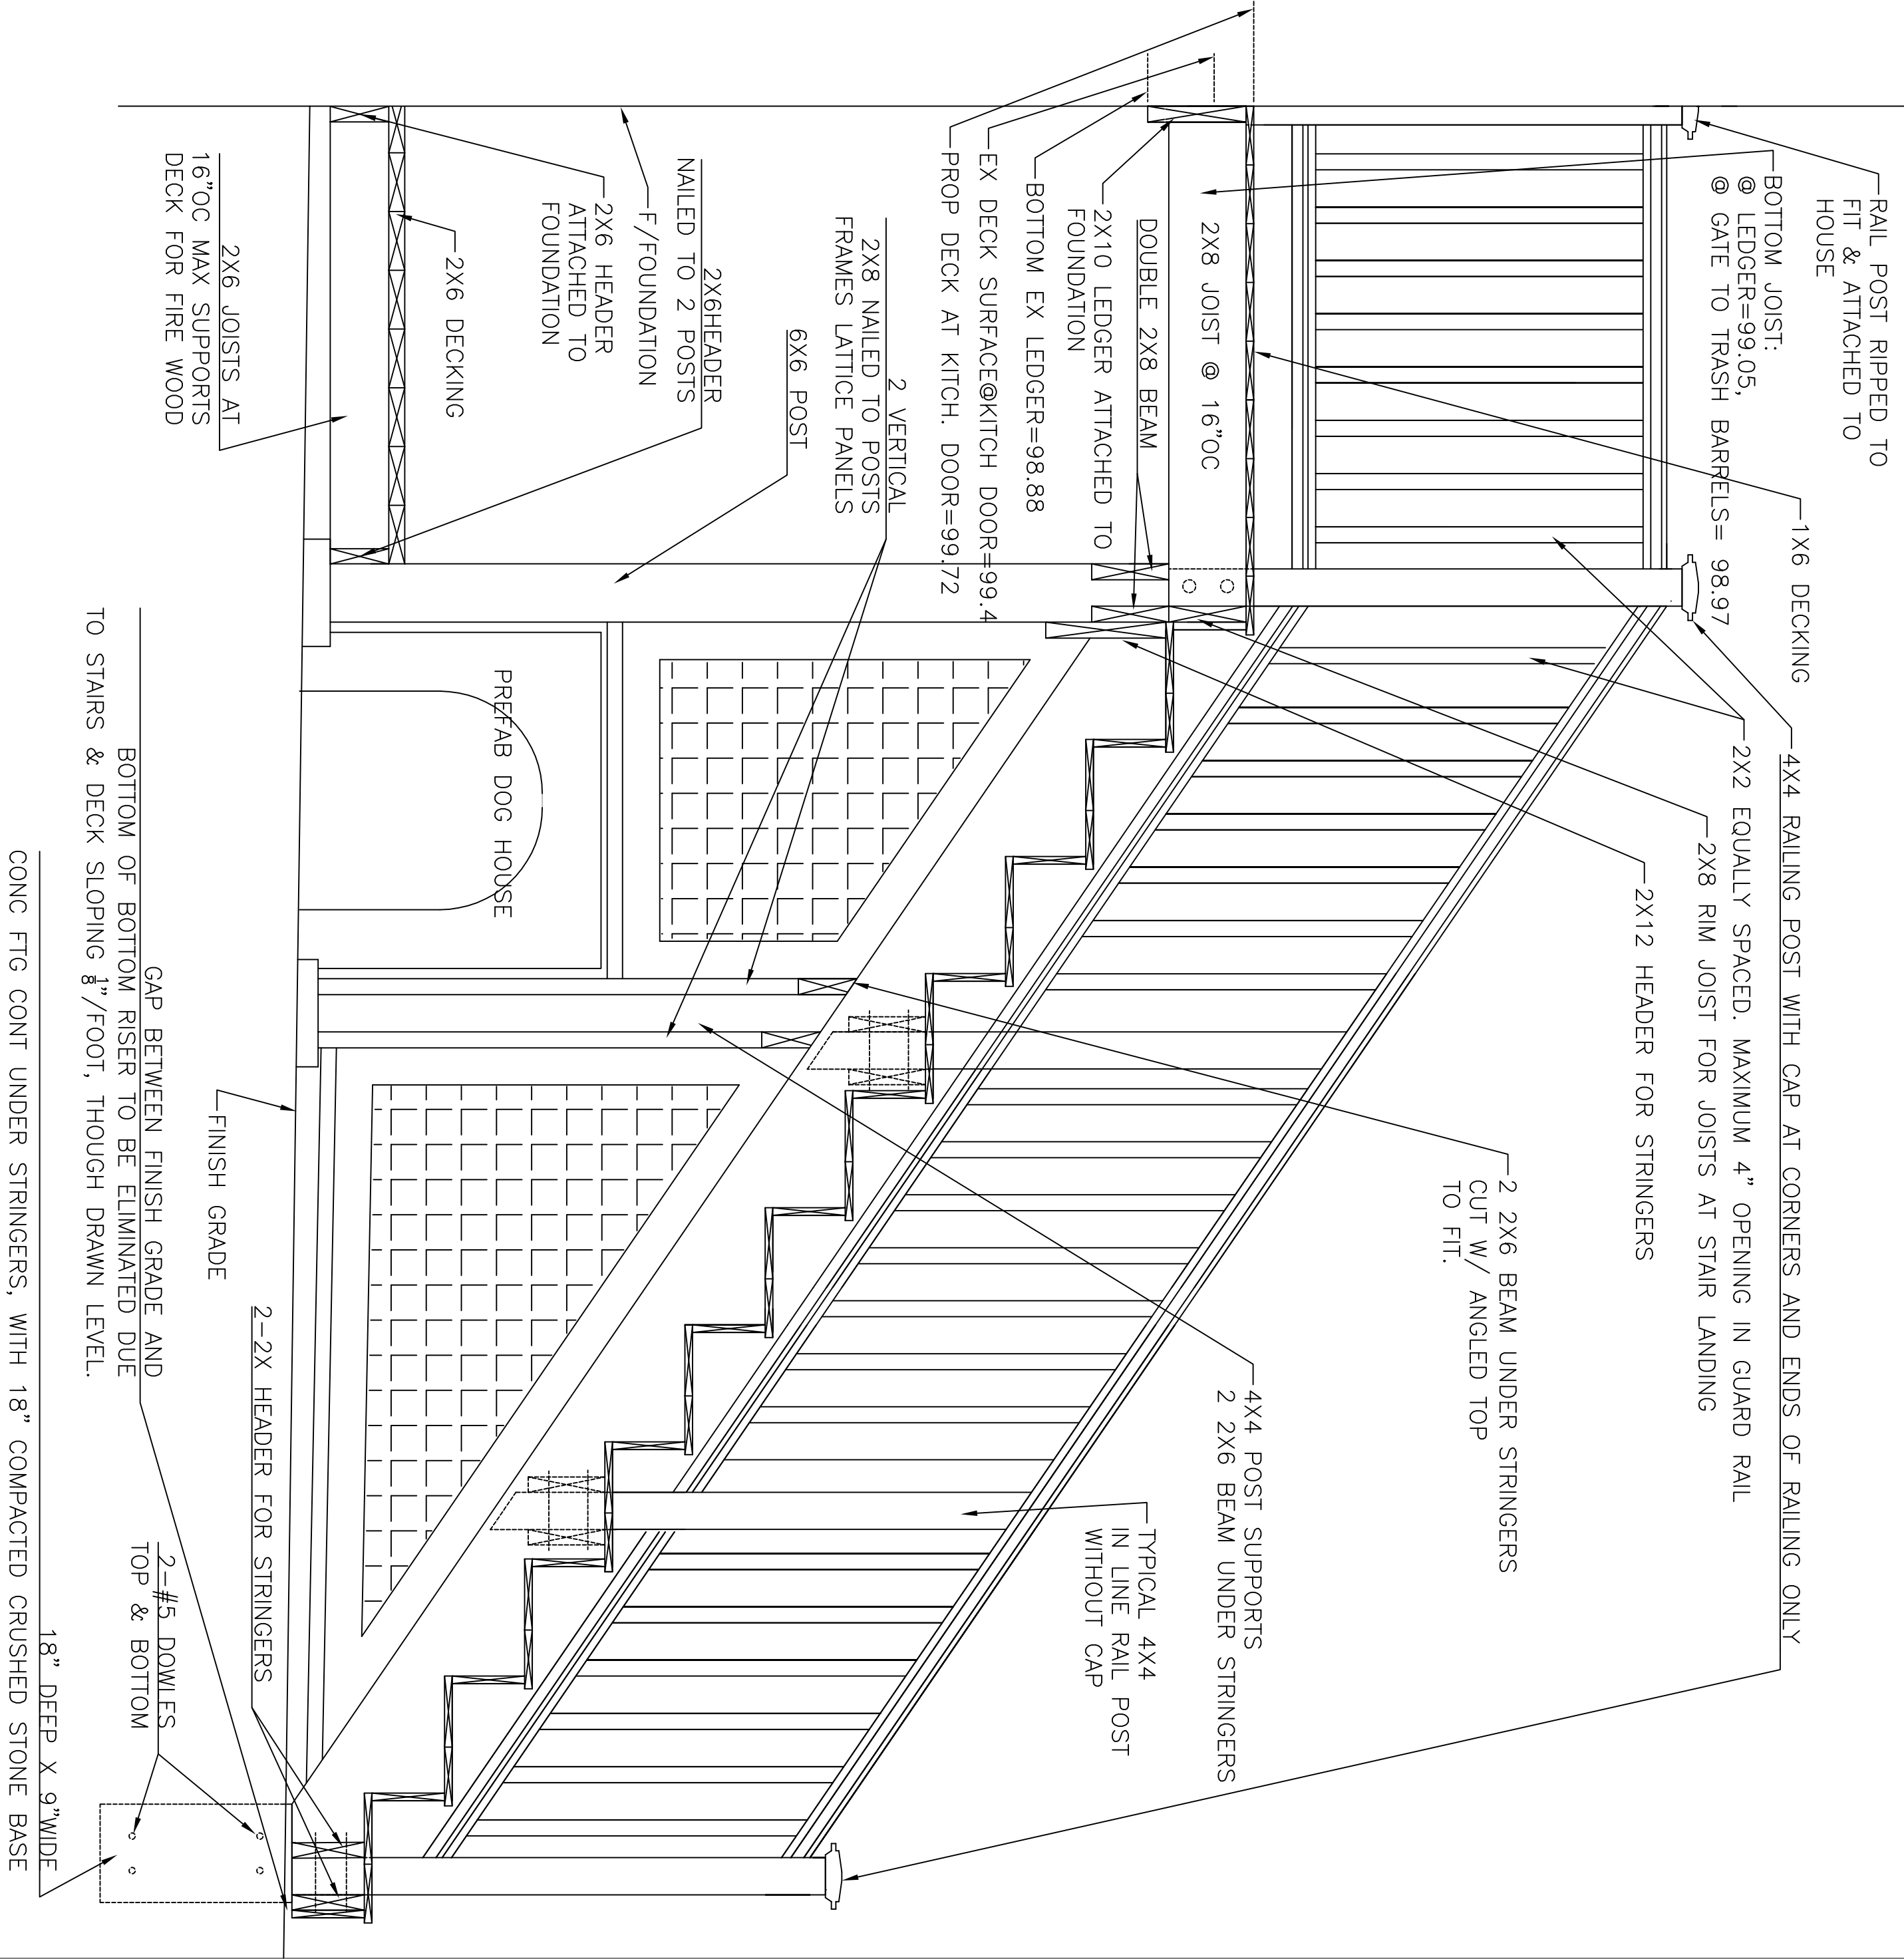 RAIL POST RIPPED TO
FIT & ATTACHED TO
HOUSE
BOTTOM JOIST:
@ LEDGER=99.05,
@ GATE TO TRASH BARRELS= 98.97
1X6 DECKING
4X4 RAILING POST WITH CAP AT CORNERS AND ENDS OF RAILING ONLY
2X2 EQUALLY SPACED. MAXIMUM 4" OPENING IN GUARD RAIL
2X8 RIM JOIST FOR JOISTS AT STAIR LANDING
2X12 HEADER FOR STRINGERS
2 2X6 BEAM UNDER STRINGERS
CUT W/ ANGLED TOP
TO FIT.
4X4 POST SUPPORTS
2 2X6 BEAM UNDER STRINGERS
TYPICAL 4X4
IN LINE RAIL POST
WITHOUT CAP
2X8 JOIST @ 16"OC
DOUBLE 2X8 BEAM
2X10 LEDGER ATTACHED TO
FOUNDATION
BOTTOM EX LEDGER=98.88
EX DECK SURFACE@KITCH DOOR=99.4
PROP DECK AT KITCH. DOOR=99.72
2 VERTICAL
2X8 NAILED TO POSTS
FRAMES LATTICE PANELS
6X6 POST
2X6HEADER
NAILED TO 2 POSTS
F/FOUNDATION
2X6 HEADER
ATTACHED TO
FOUNDATION
2X6 DECKING
2X6 JOISTS AT
16"OC MAX SUPPORTS
DECK FOR FIRE WOOD
PREFAB DOG HOUSE
FINISH GRADE
2-2X HEADER FOR STRINGERS
GAP BETWEEN FINISH GRADE AND
BOTTOM OF BOTTOM RISER TO BE ELIMINATED DUE
TO STAIRS & DECK SLOPING 1/8"/FOOT, THOUGH DRAWN LEVEL.
2-#5 DOWLES
TOP & BOTTOM
18" DEEP X 9"WIDE
CONC FTG CONT UNDER STRINGERS, WITH 18" COMPACTED CRUSHED STONE BASE